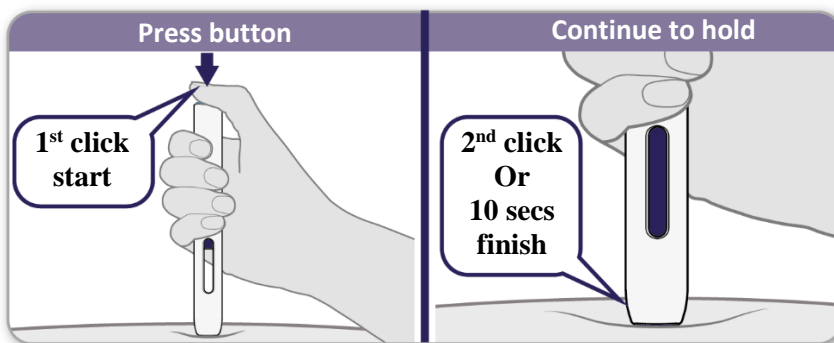 Press button
1st click
start
Continue to hold
2nd click
Or
10 secs
finish